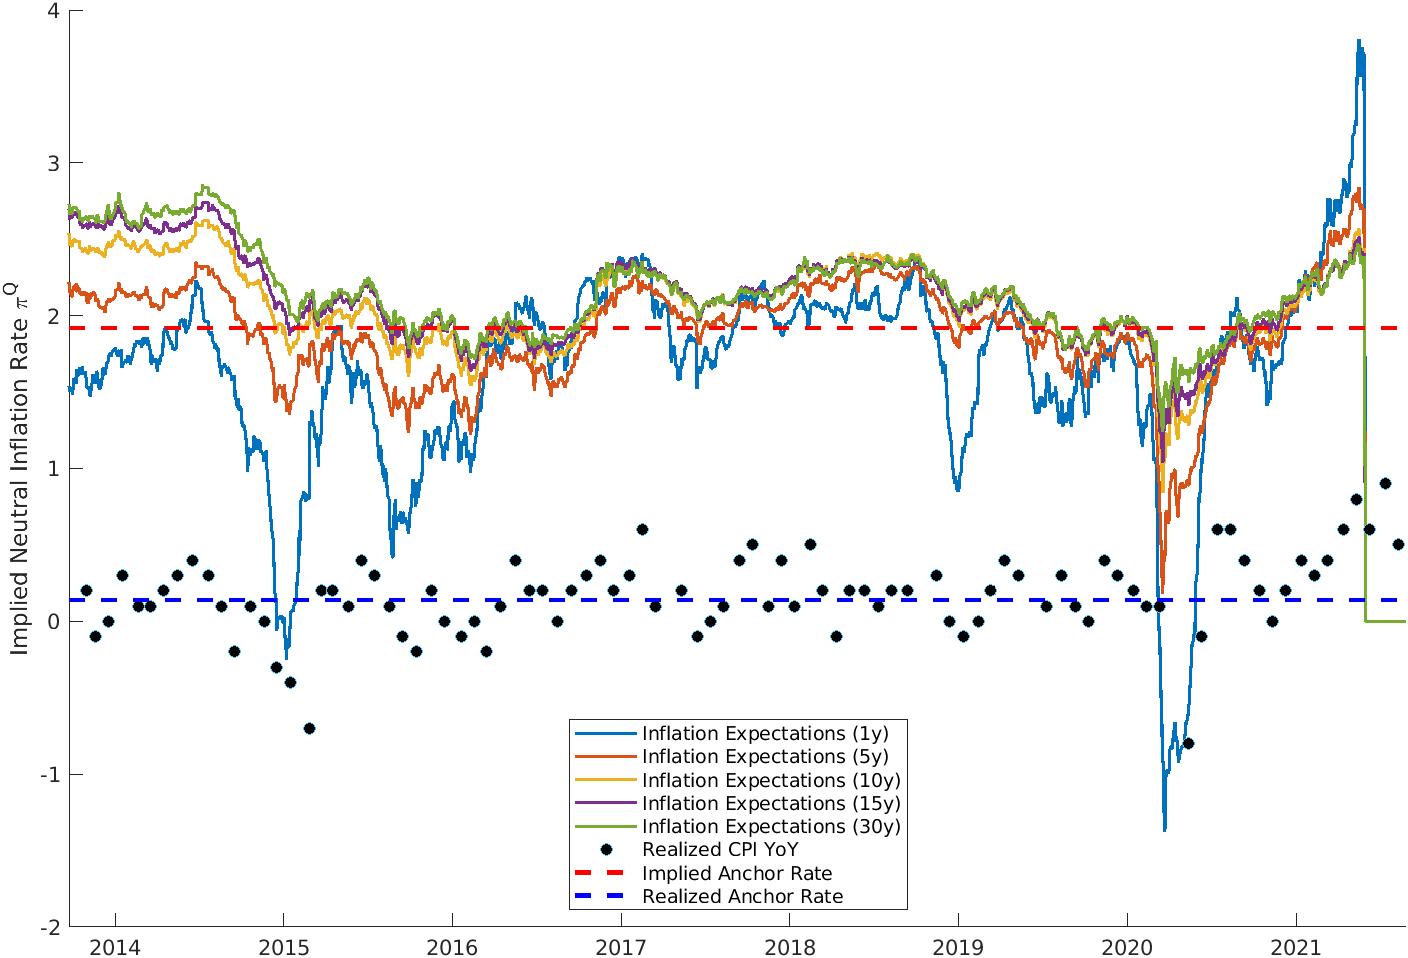 Implied Neutral Inflation Rate π^Q
4
3
2
1
0
-1
-2
2014 2015 2016 2017 2018 2019 2020 2021
Inflation Expectations (1y)
Inflation Expectations (5y)
Inflation Expectations (10y)
Inflation Expectations (15y)
Inflation Expectations (30y)
Realized CPI YoY
Implied Anchor Rate
Realized Anchor Rate